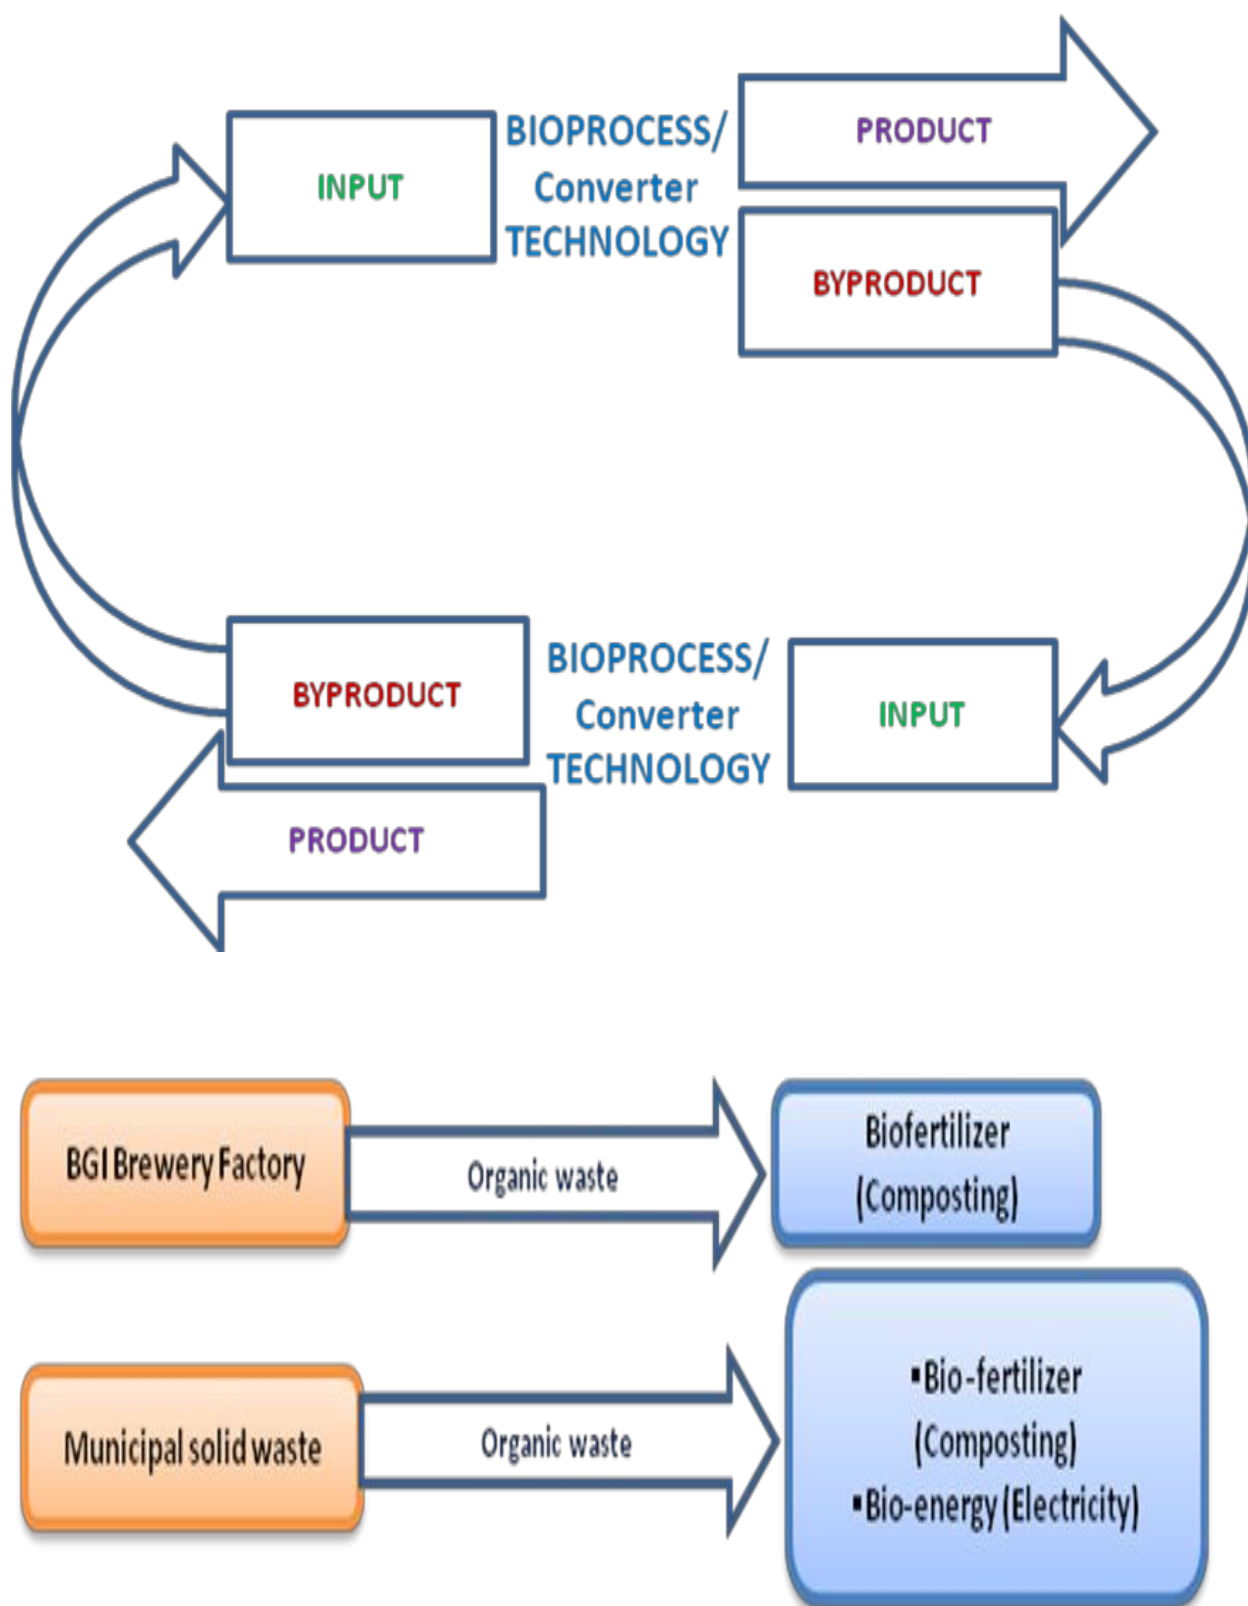 INPUT
BIOPROCESS/
Converter
TECHNOLOGY
PRODUCT
BYPRODUCT
BYPRODUCT
PRODUCT
BIOPROCESS/
Converter
TECHNOLOGY
INPUT
BGI Brewery Factory
Organic waste
Biofertilizer
(Composting)
Municipal solid waste
Organic waste
▪Bio-fertilizer
(Composting)
▪Bio-energy (Electricity)